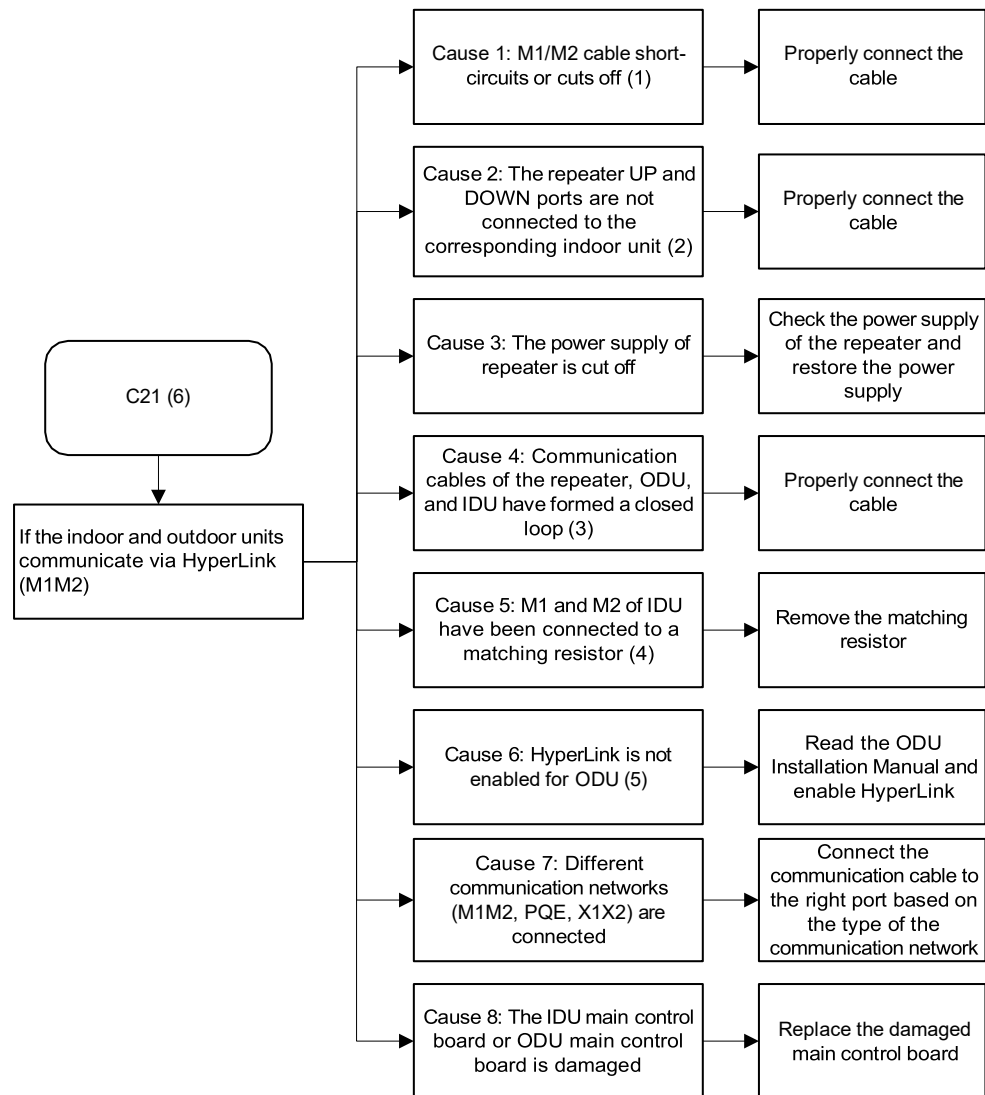 C21 (6)
If the indoor and outdoor units
communicate via HyperLink
(M1M2)
Cause 1: M1/M2 cable short-
circuits or cuts off (1)
Properly connect the
cable
Cause 2: The repeater UP and
DOWN ports are not
connected to the
corresponding indoor unit (2)
Properly connect the
cable
Cause 3: The power supply of
repeater is cut off
Check the power supply
of the repeater and
restore the power
supply
Cause 4: Communication
cables of the repeater, ODU,
and IDU have formed a closed
loop (3)
Properly connect the
cable
Cause 5: M1 and M2 of IDU
have been connected to a
matching resistor (4)
Remove the matching
resistor
Cause 6: HyperLink is not
enabled for ODU (5)
Read the ODU
Installation Manual and
enable HyperLink
Cause 7: Different
communication networks
(M1M2, PQE, X1X2) are
connected
Connect the
communication cable to
the right port based on
the type of the
communication network
Cause 8: The IDU main control
board or ODU main control
board is damaged
Replace the damaged
main control board